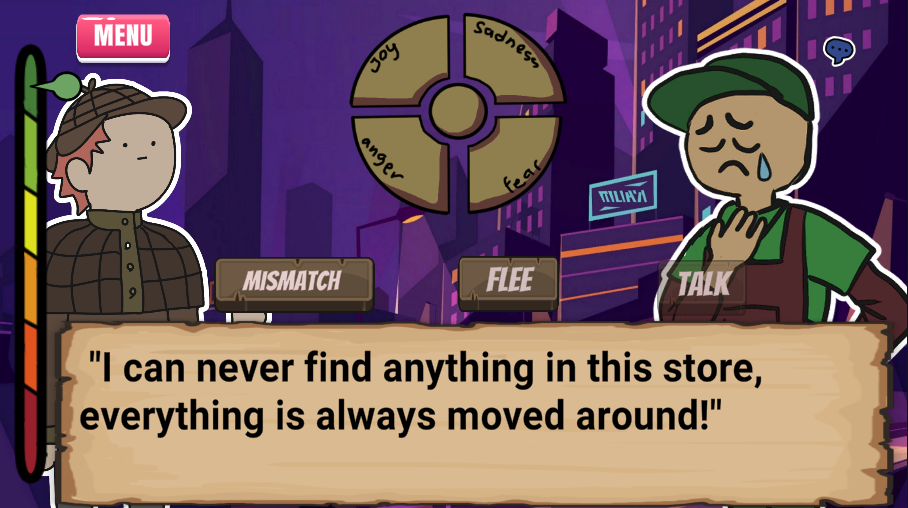 MENU
Joy
Sadness
anger
fear
MISMATCH
FLEE
TALK
"I can never find anything in this store,
everything is always moved around!"